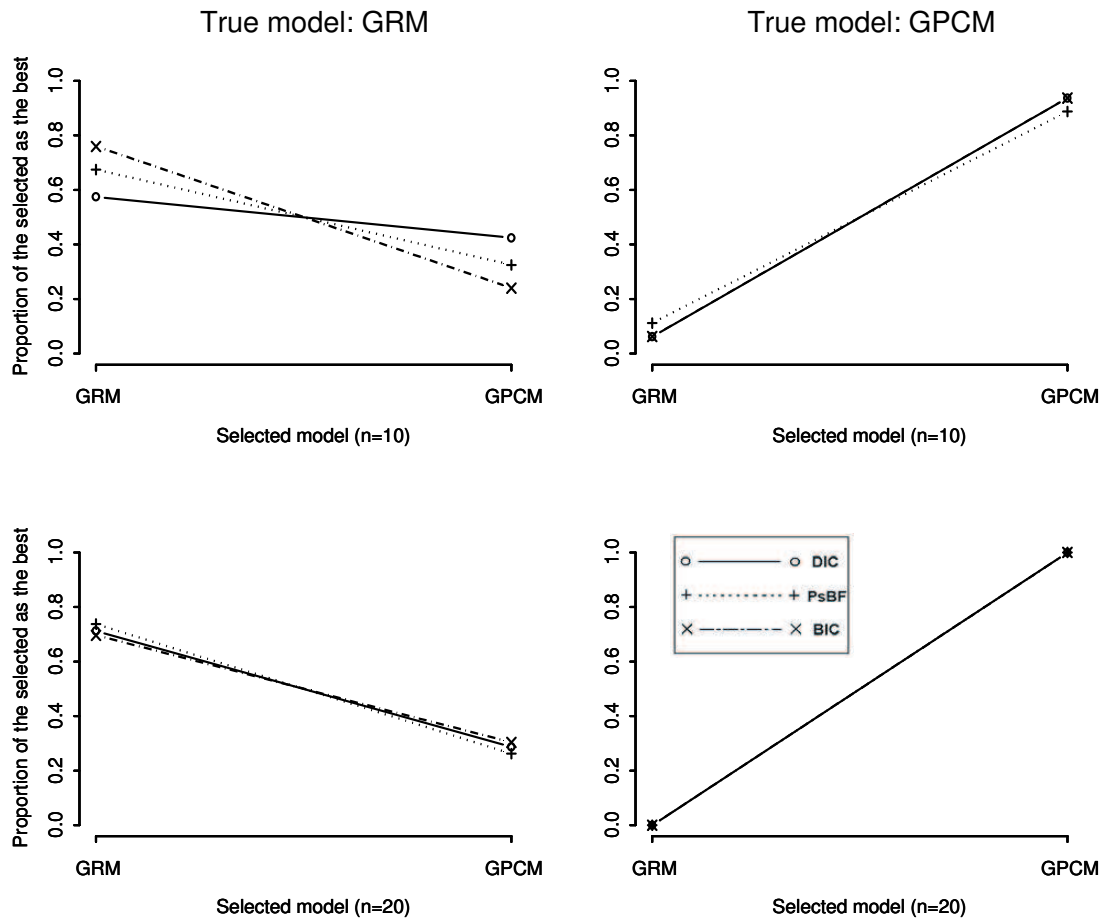 True model: GRM
True model: GPCM
Proportion of the selected as the best
0.0 0.2 0.4 0.6 0.8 1.0
GRM GPCM
Selected model (n=10)
0.0 0.2 0.4 0.6 0.8 1.0
GRM GPCM
Selected model (n=10)
Proportion of the selected as the best
0.0 0.2 0.4 0.6 0.8 1.0
GRM GPCM
Selected model (n=20)
0.0 0.2 0.4 0.6 0.8 1.0
DIC
PsBF
BIC
GRM GPCM
Selected model (n=20)